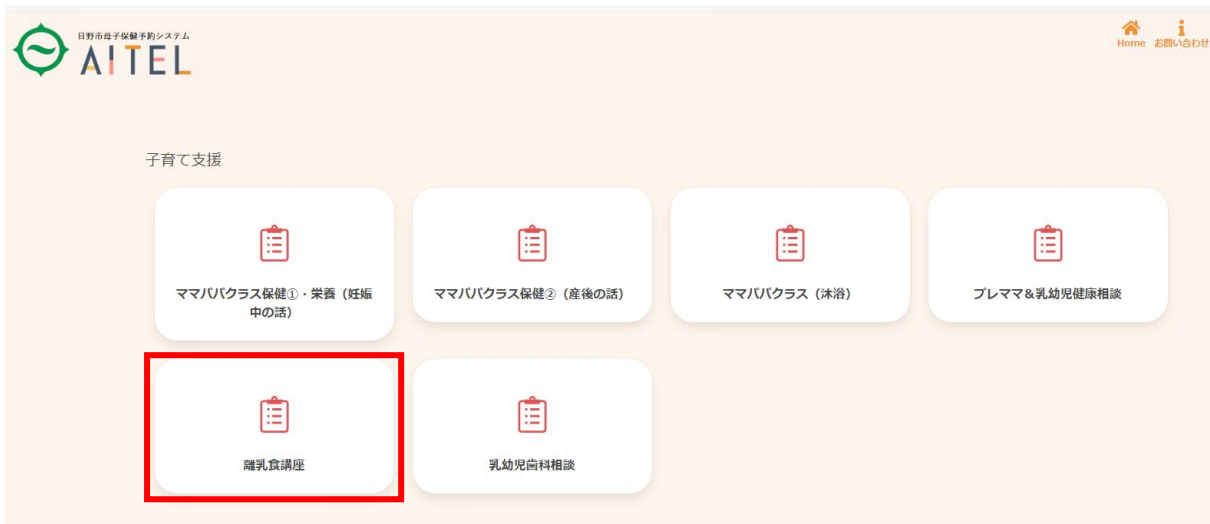 日野市母子保健予約システム
AITEL
Home お問い合わせ
子育て支援
ママパパクラス保健①・栄養（妊娠
中の話）
ママパパクラス保健②（産後の話）
ママパパクラス（沐浴）
プレママ&乳幼児健康相談
離乳食講座
乳幼児歯科相談